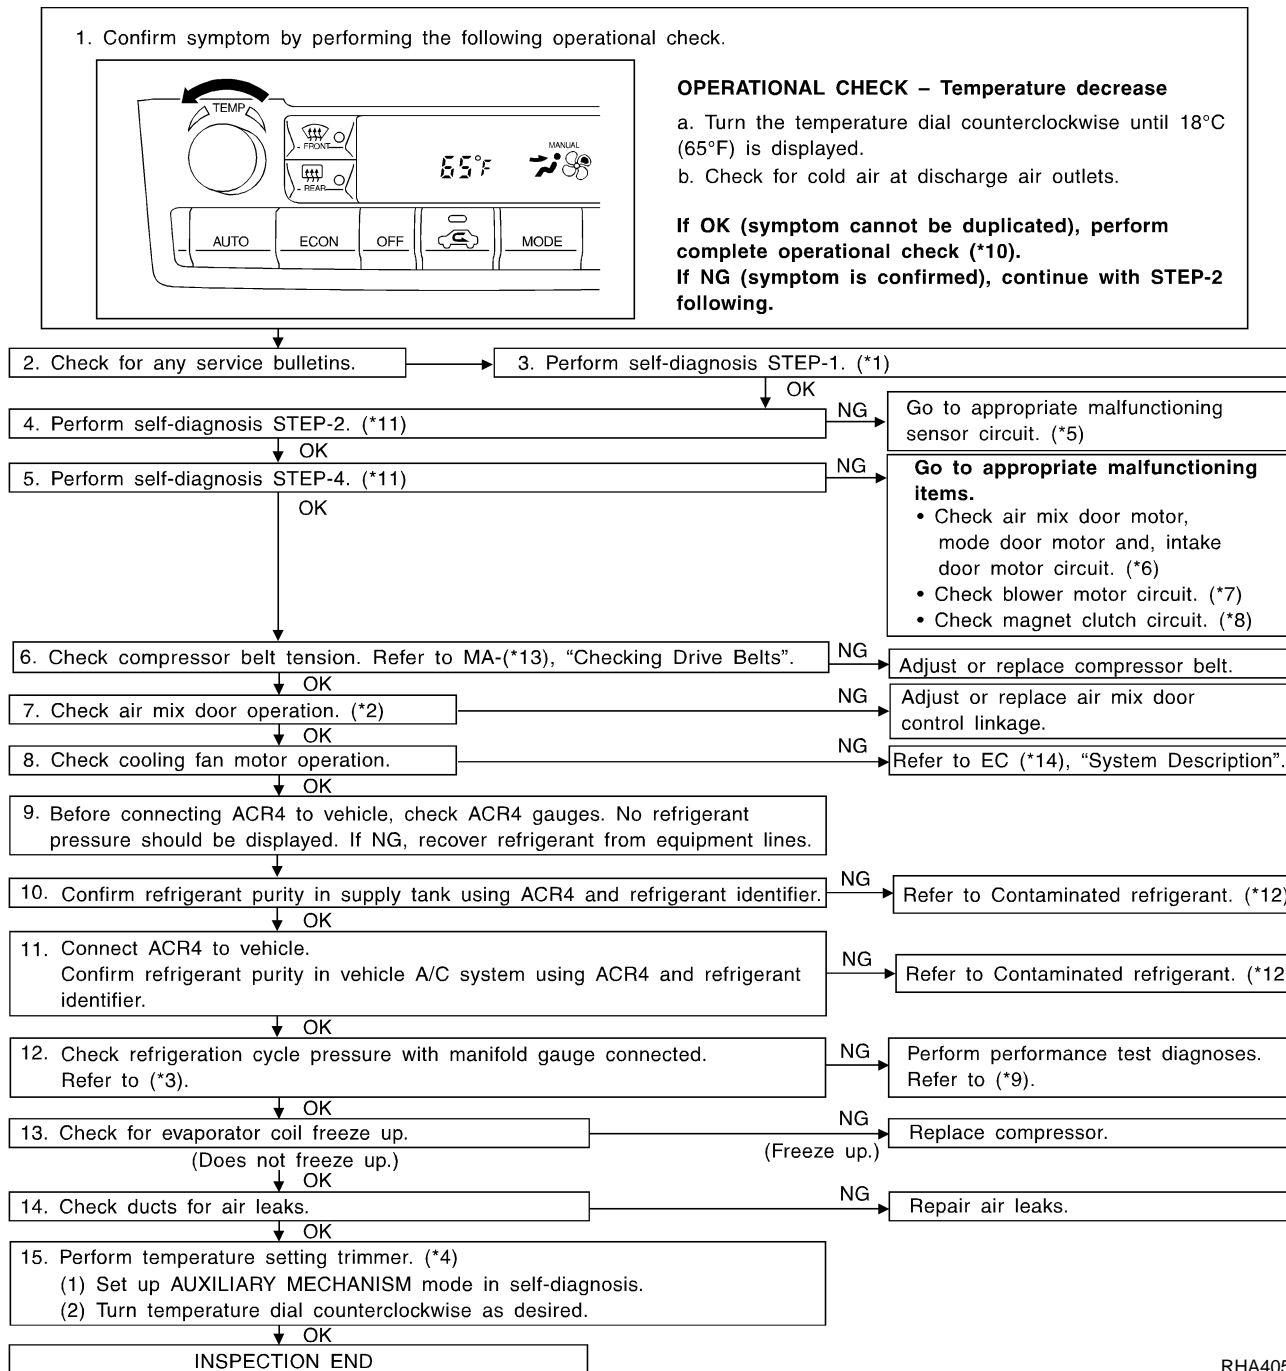 1. Confirm symptom by performing the following operational check.
TEMP
FRONT
REAR
65°F
MANUAL
AUTO
ECON
OFF
MODE
OPERATIONAL CHECK – Temperature decrease
a. Turn the temperature dial counterclockwise until 18°C
(65°F) is displayed.
b. Check for cold air at discharge air outlets.
If OK (symptom cannot be duplicated), perform
complete operational check (*10).
If NG (symptom is confirmed), continue with STEP-2
following.
2. Check for any service bulletins.
3. Perform self-diagnosis STEP-1. (*1)
OK
4. Perform self-diagnosis STEP-2. (*11)
NG
Go to appropriate malfunctioning
sensor circuit. (*5)
OK
5. Perform self-diagnosis STEP-4. (*11)
NG
Go to appropriate malfunctioning
items.
• Check air mix door motor,
mode door motor and, intake
door motor circuit. (*6)
• Check blower motor circuit. (*7)
• Check magnet clutch circuit. (*8)
OK
6. Check compressor belt tension. Refer to MA-(*13), “Checking Drive Belts”.
NG
Adjust or replace compressor belt.
OK
7. Check air mix door operation. (*2)
NG
Adjust or replace air mix door
control linkage.
OK
8. Check cooling fan motor operation.
NG
Refer to EC (*14), “System Description”.
OK
9. Before connecting ACR4 to vehicle, check ACR4 gauges. No refrigerant
pressure should be displayed. If NG, recover refrigerant from equipment lines.
10. Confirm refrigerant purity in supply tank using ACR4 and refrigerant identifier.
NG
Refer to Contaminated refrigerant. (*12)
OK
11. Connect ACR4 to vehicle.
Confirm refrigerant purity in vehicle A/C system using ACR4 and refrigerant
identifier.
NG
Refer to Contaminated refrigerant. (*12
OK
12. Check refrigeration cycle pressure with manifold gauge connected.
Refer to (*3).
NG
Perform performance test diagnoses.
Refer to (*9).
OK
13. Check for evaporator coil freeze up.
NG
(Freeze up.)
Replace compressor.
(Does not freeze up.)
OK
14. Check ducts for air leaks.
NG
Repair air leaks.
OK
15. Perform temperature setting trimmer. (*4)
(1) Set up AUXILIARY MECHANISM mode in self-diagnosis.
(2) Turn temperature dial counterclockwise as desired.
OK
INSPECTION END
RHA405